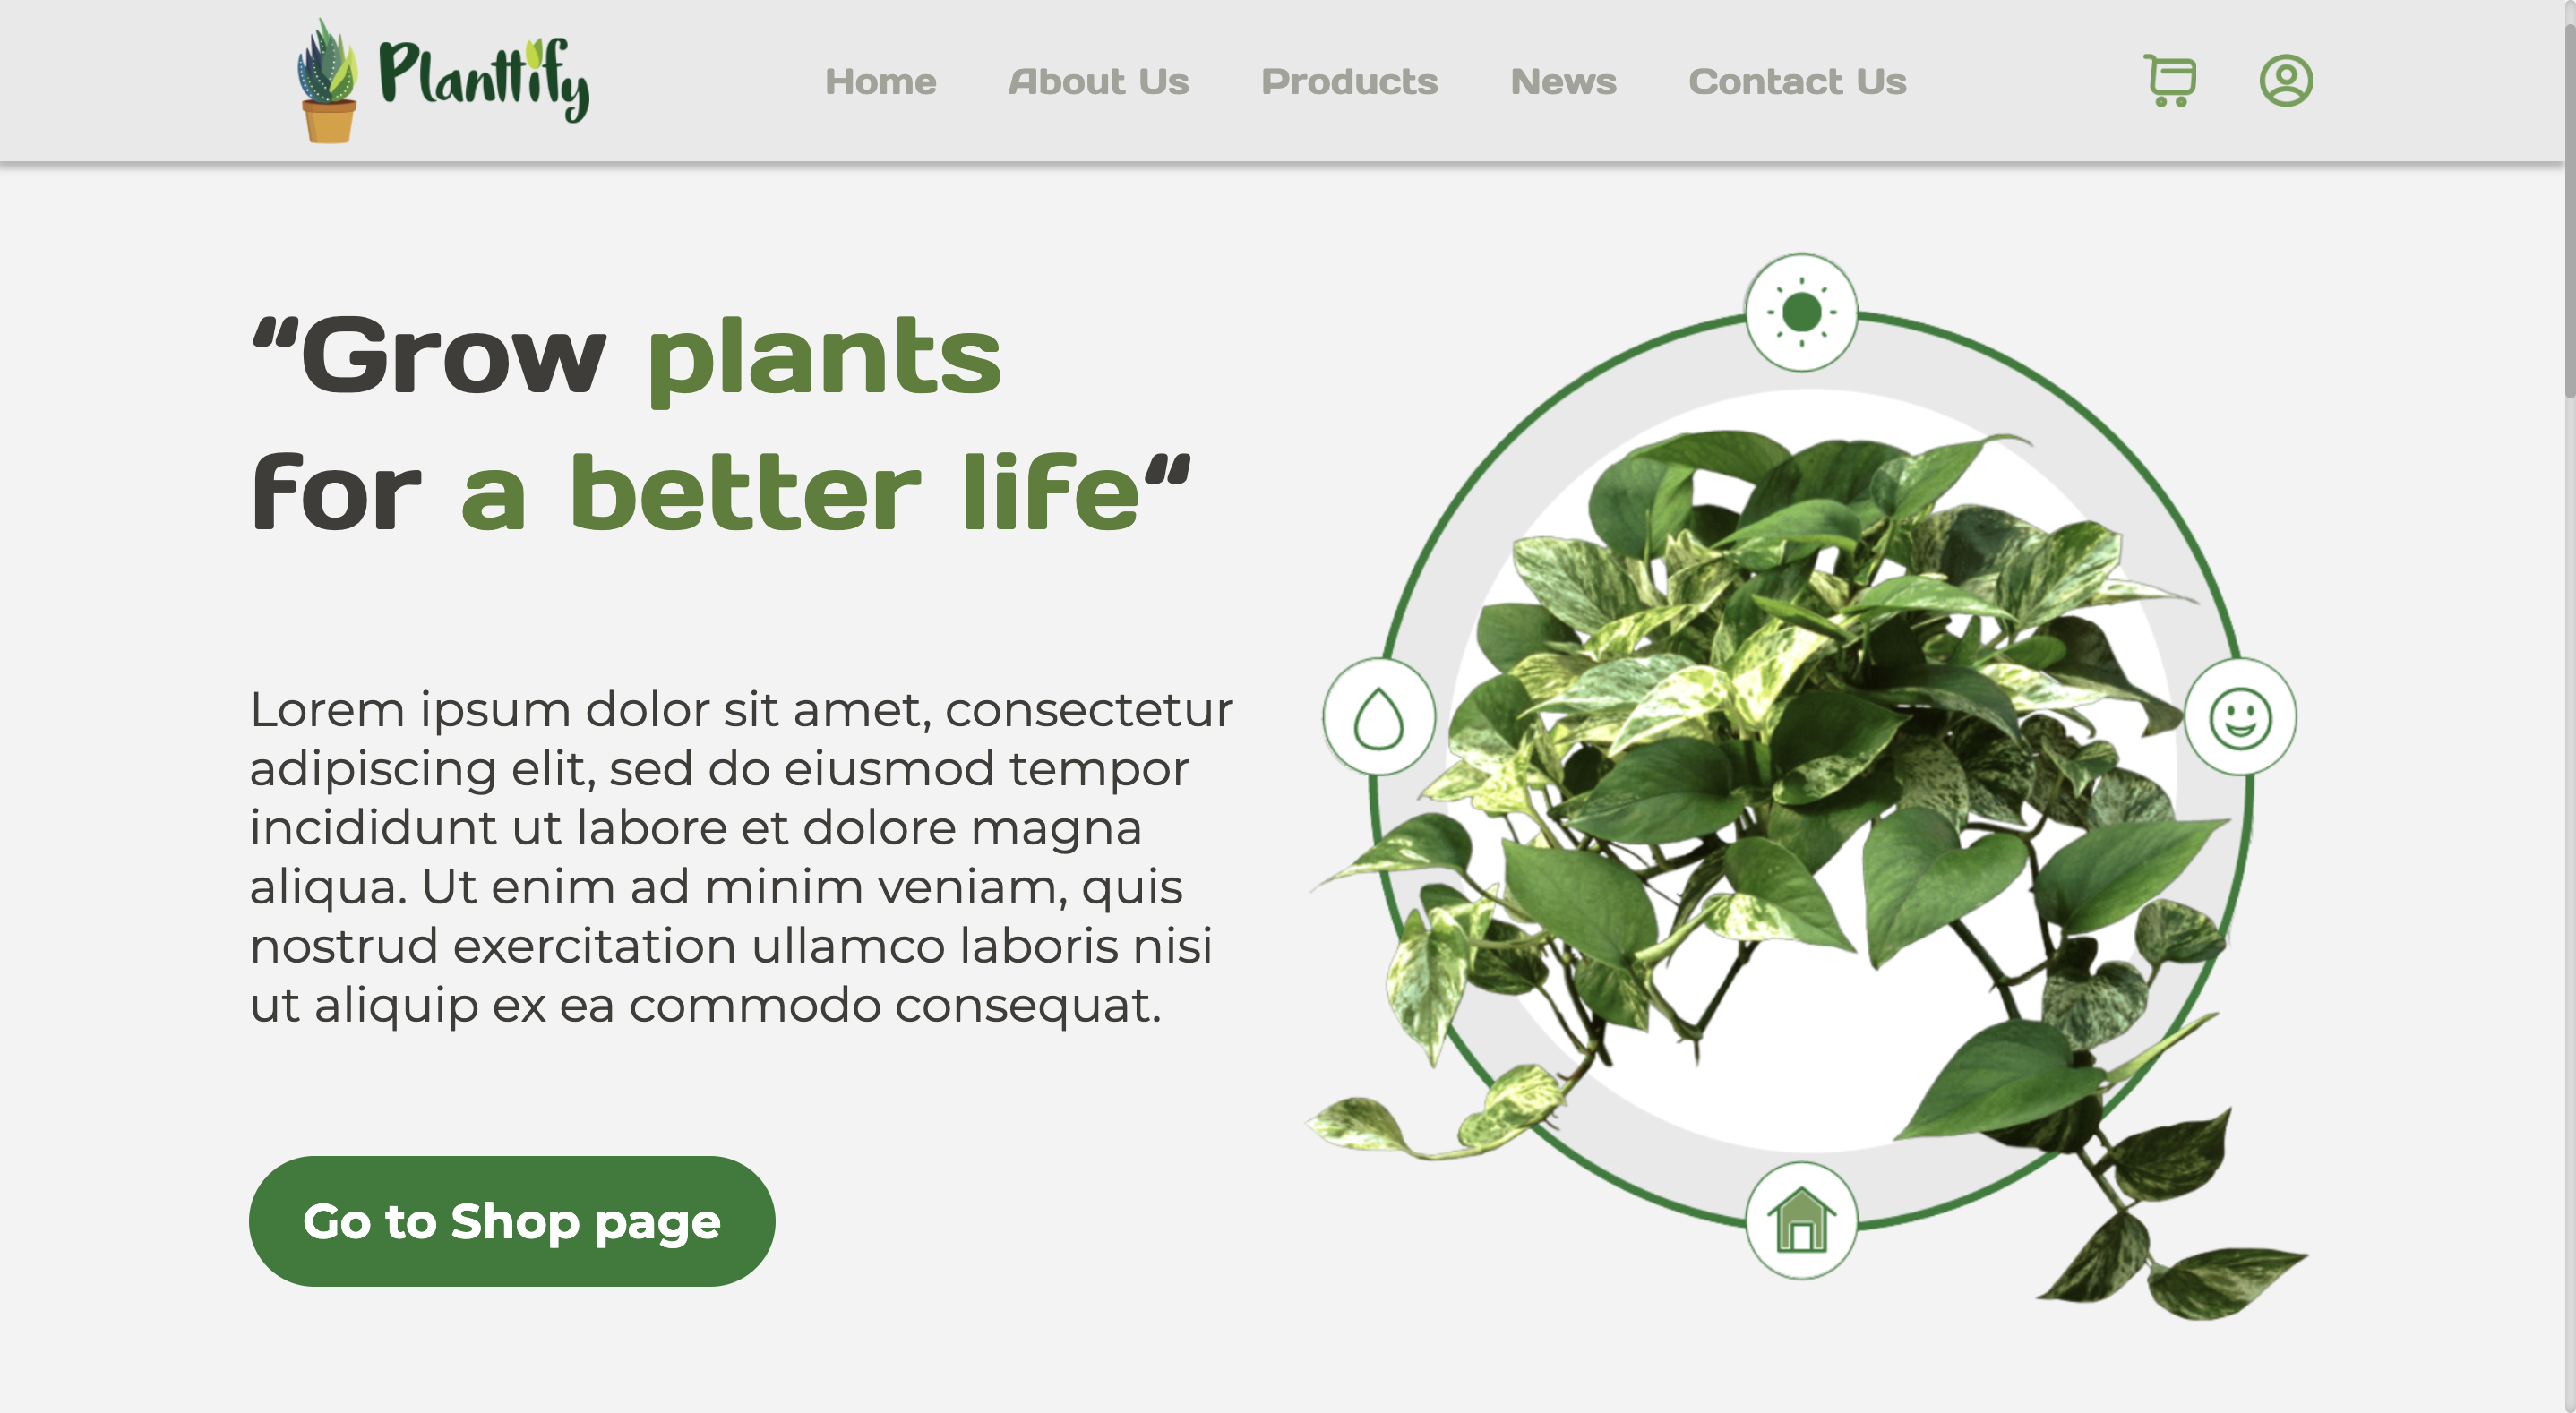 Planttify
Home About Us Products News Contact Us
“Grow plants
for a better life“
Lorem ipsum dolor sit amet, consectetur
adipiscing elit, sed do eiusmod tempor
incididunt ut labore et dolore magna
aliqua. Ut enim ad minim veniam, quis
nostrud exercitation ullamco laboris nisi
ut aliquip ex ea commodo consequat.
Go to Shop page